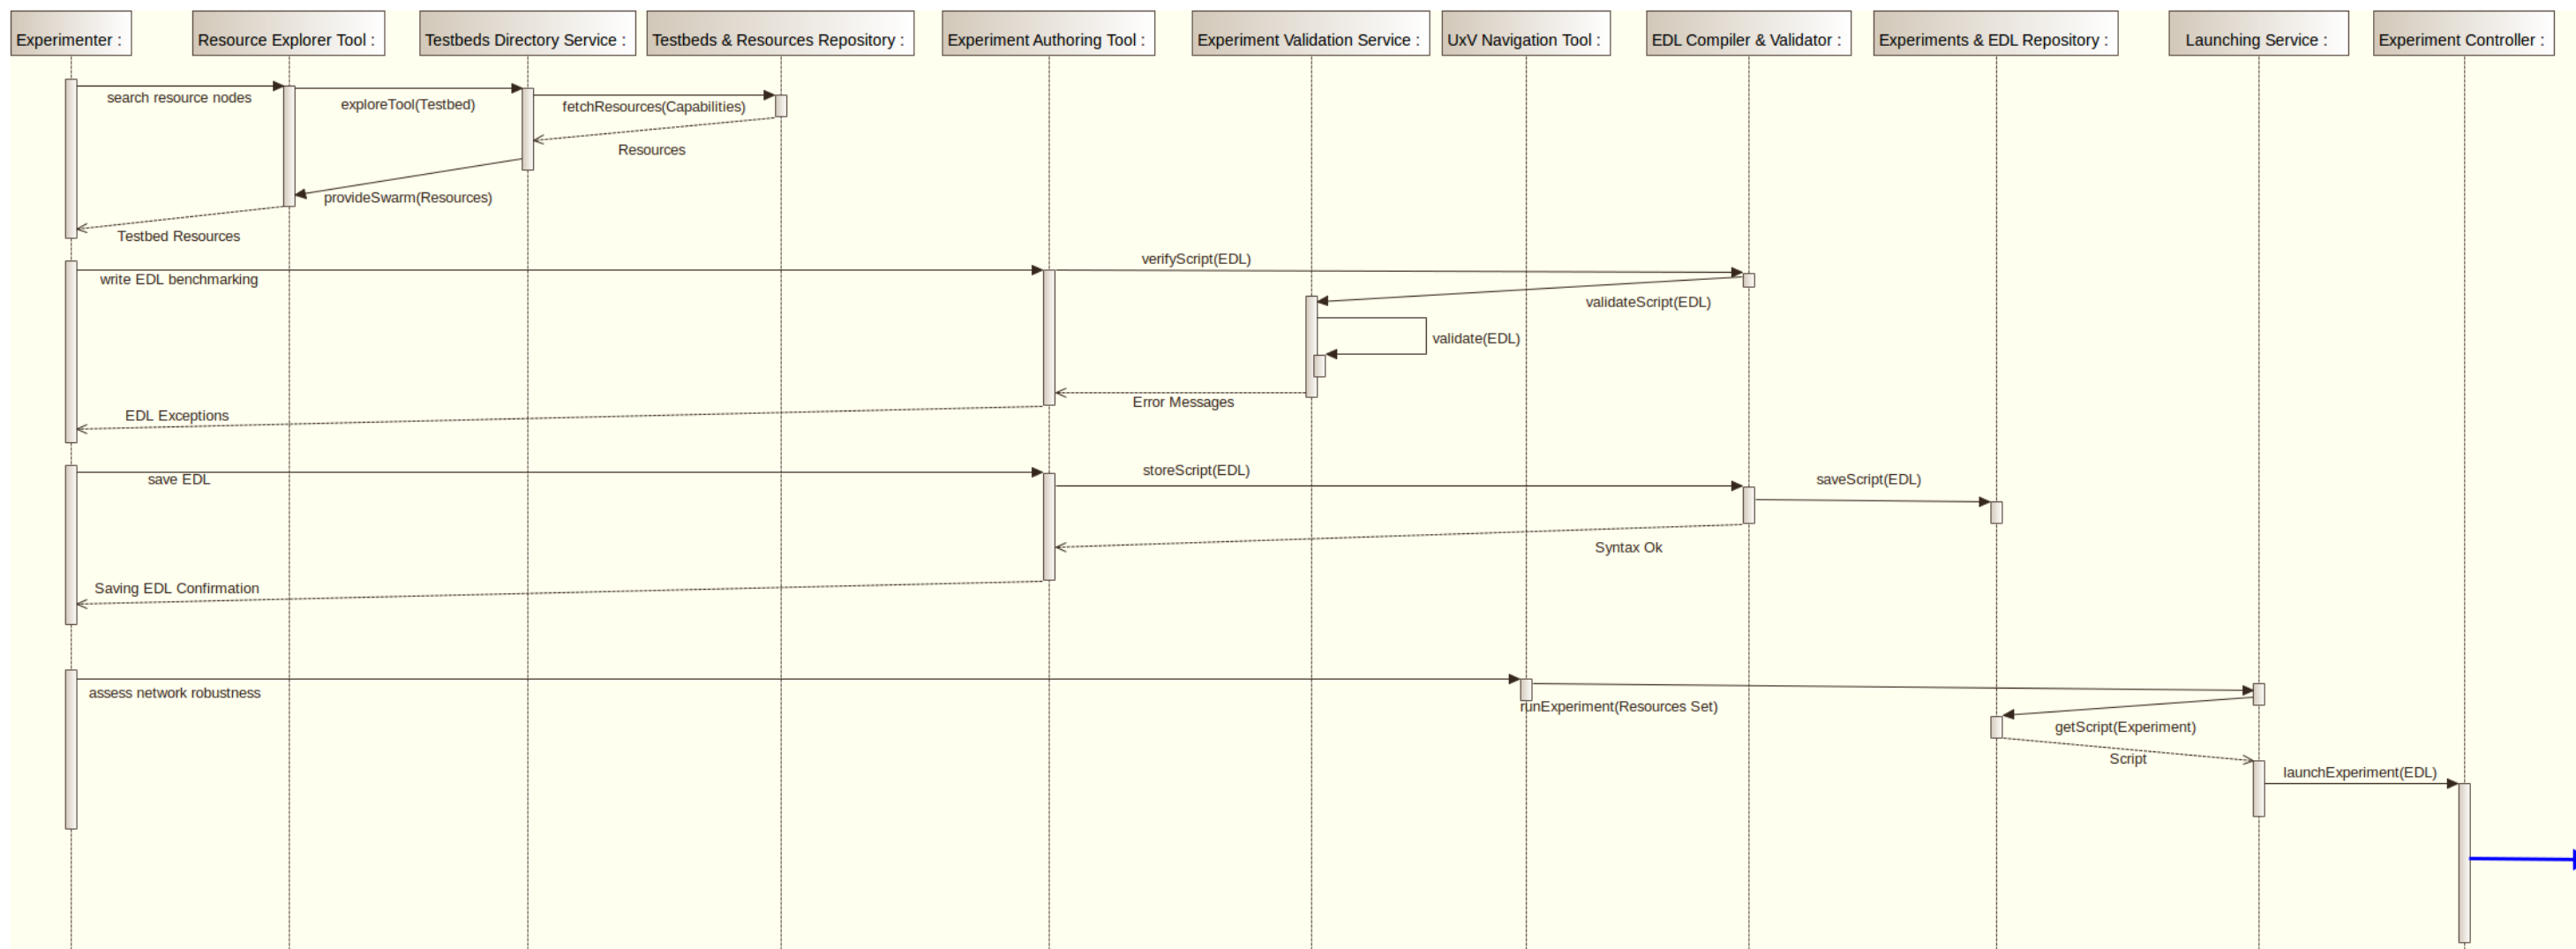 Experimenter :
Resource Explorer Tool :
Testbeds Directory Service :
Testbeds & Resources Repository :
Experiment Authoring Tool :
Experiment Validation Service :
UxV Navigation Tool :
EDL Compiler & Validator :
Experiments & EDL Repository :
Launching Service :
Experiment Controller :
search resource nodes
exploreTool(Testbed)
fetchResources(Capabilities)
Resources
provideSwarm(Resources)
Testbed Resources
write EDL benchmarking
verifyScript(EDL)
validateScript(EDL)
validate(EDL)
Error Messages
EDL Exceptions
save EDL
storeScript(EDL)
saveScript(EDL)
Syntax Ok
Saving EDL Confirmation
assess network robustness
runExperiment(Resources Set)
getScript(Experiment)
Script
launchExperiment(EDL)